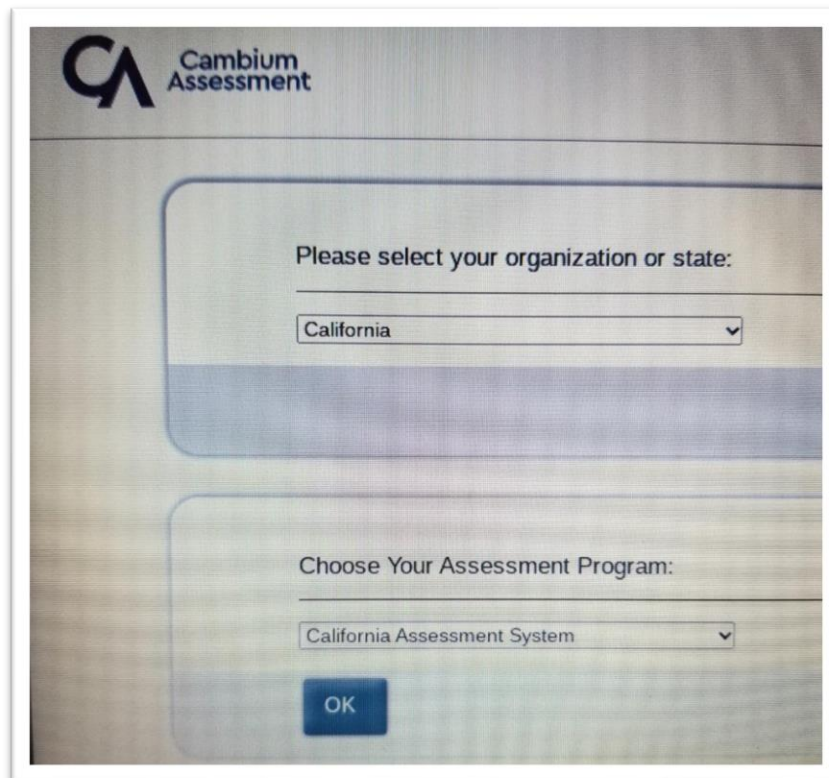 CA
Cambium
Assessment
Please select your organization or state:
California
Choose Your Assessment Program:
California Assessment System
OK